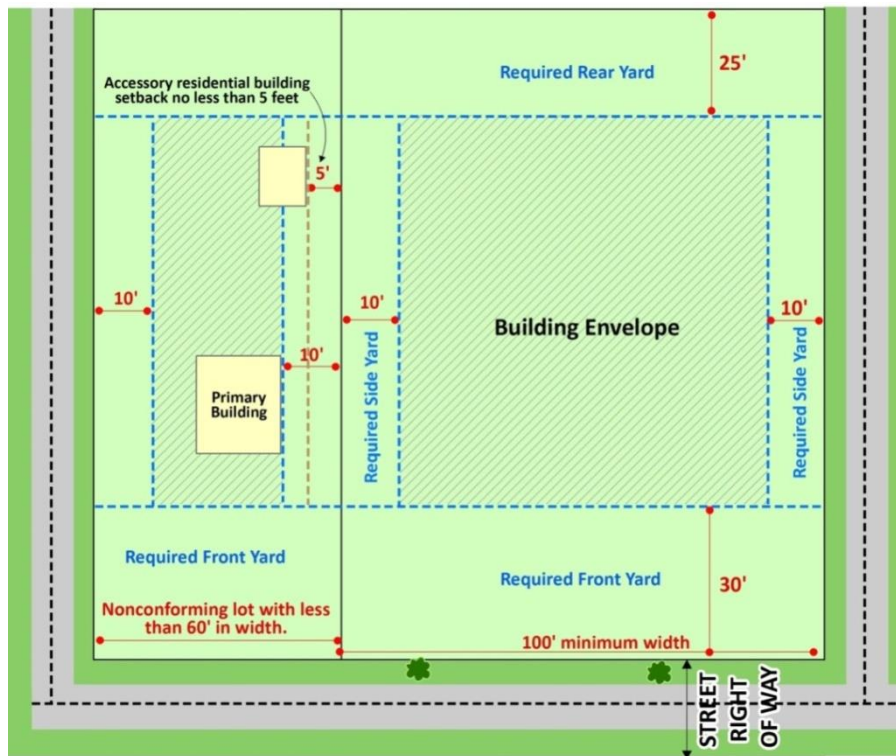 Required Rear Yard
25'
Accessory residential building
setback no less than 5 feet
5'
10'
10'
10'
10'
Building Envelope
Primary
Building
Required Side Yard
Required Side Yard
Required Front Yard
Required Front Yard
30'
Nonconforming lot with less
than 60' in width.
100' minimum width
STREET
RIGHT
OF WAY